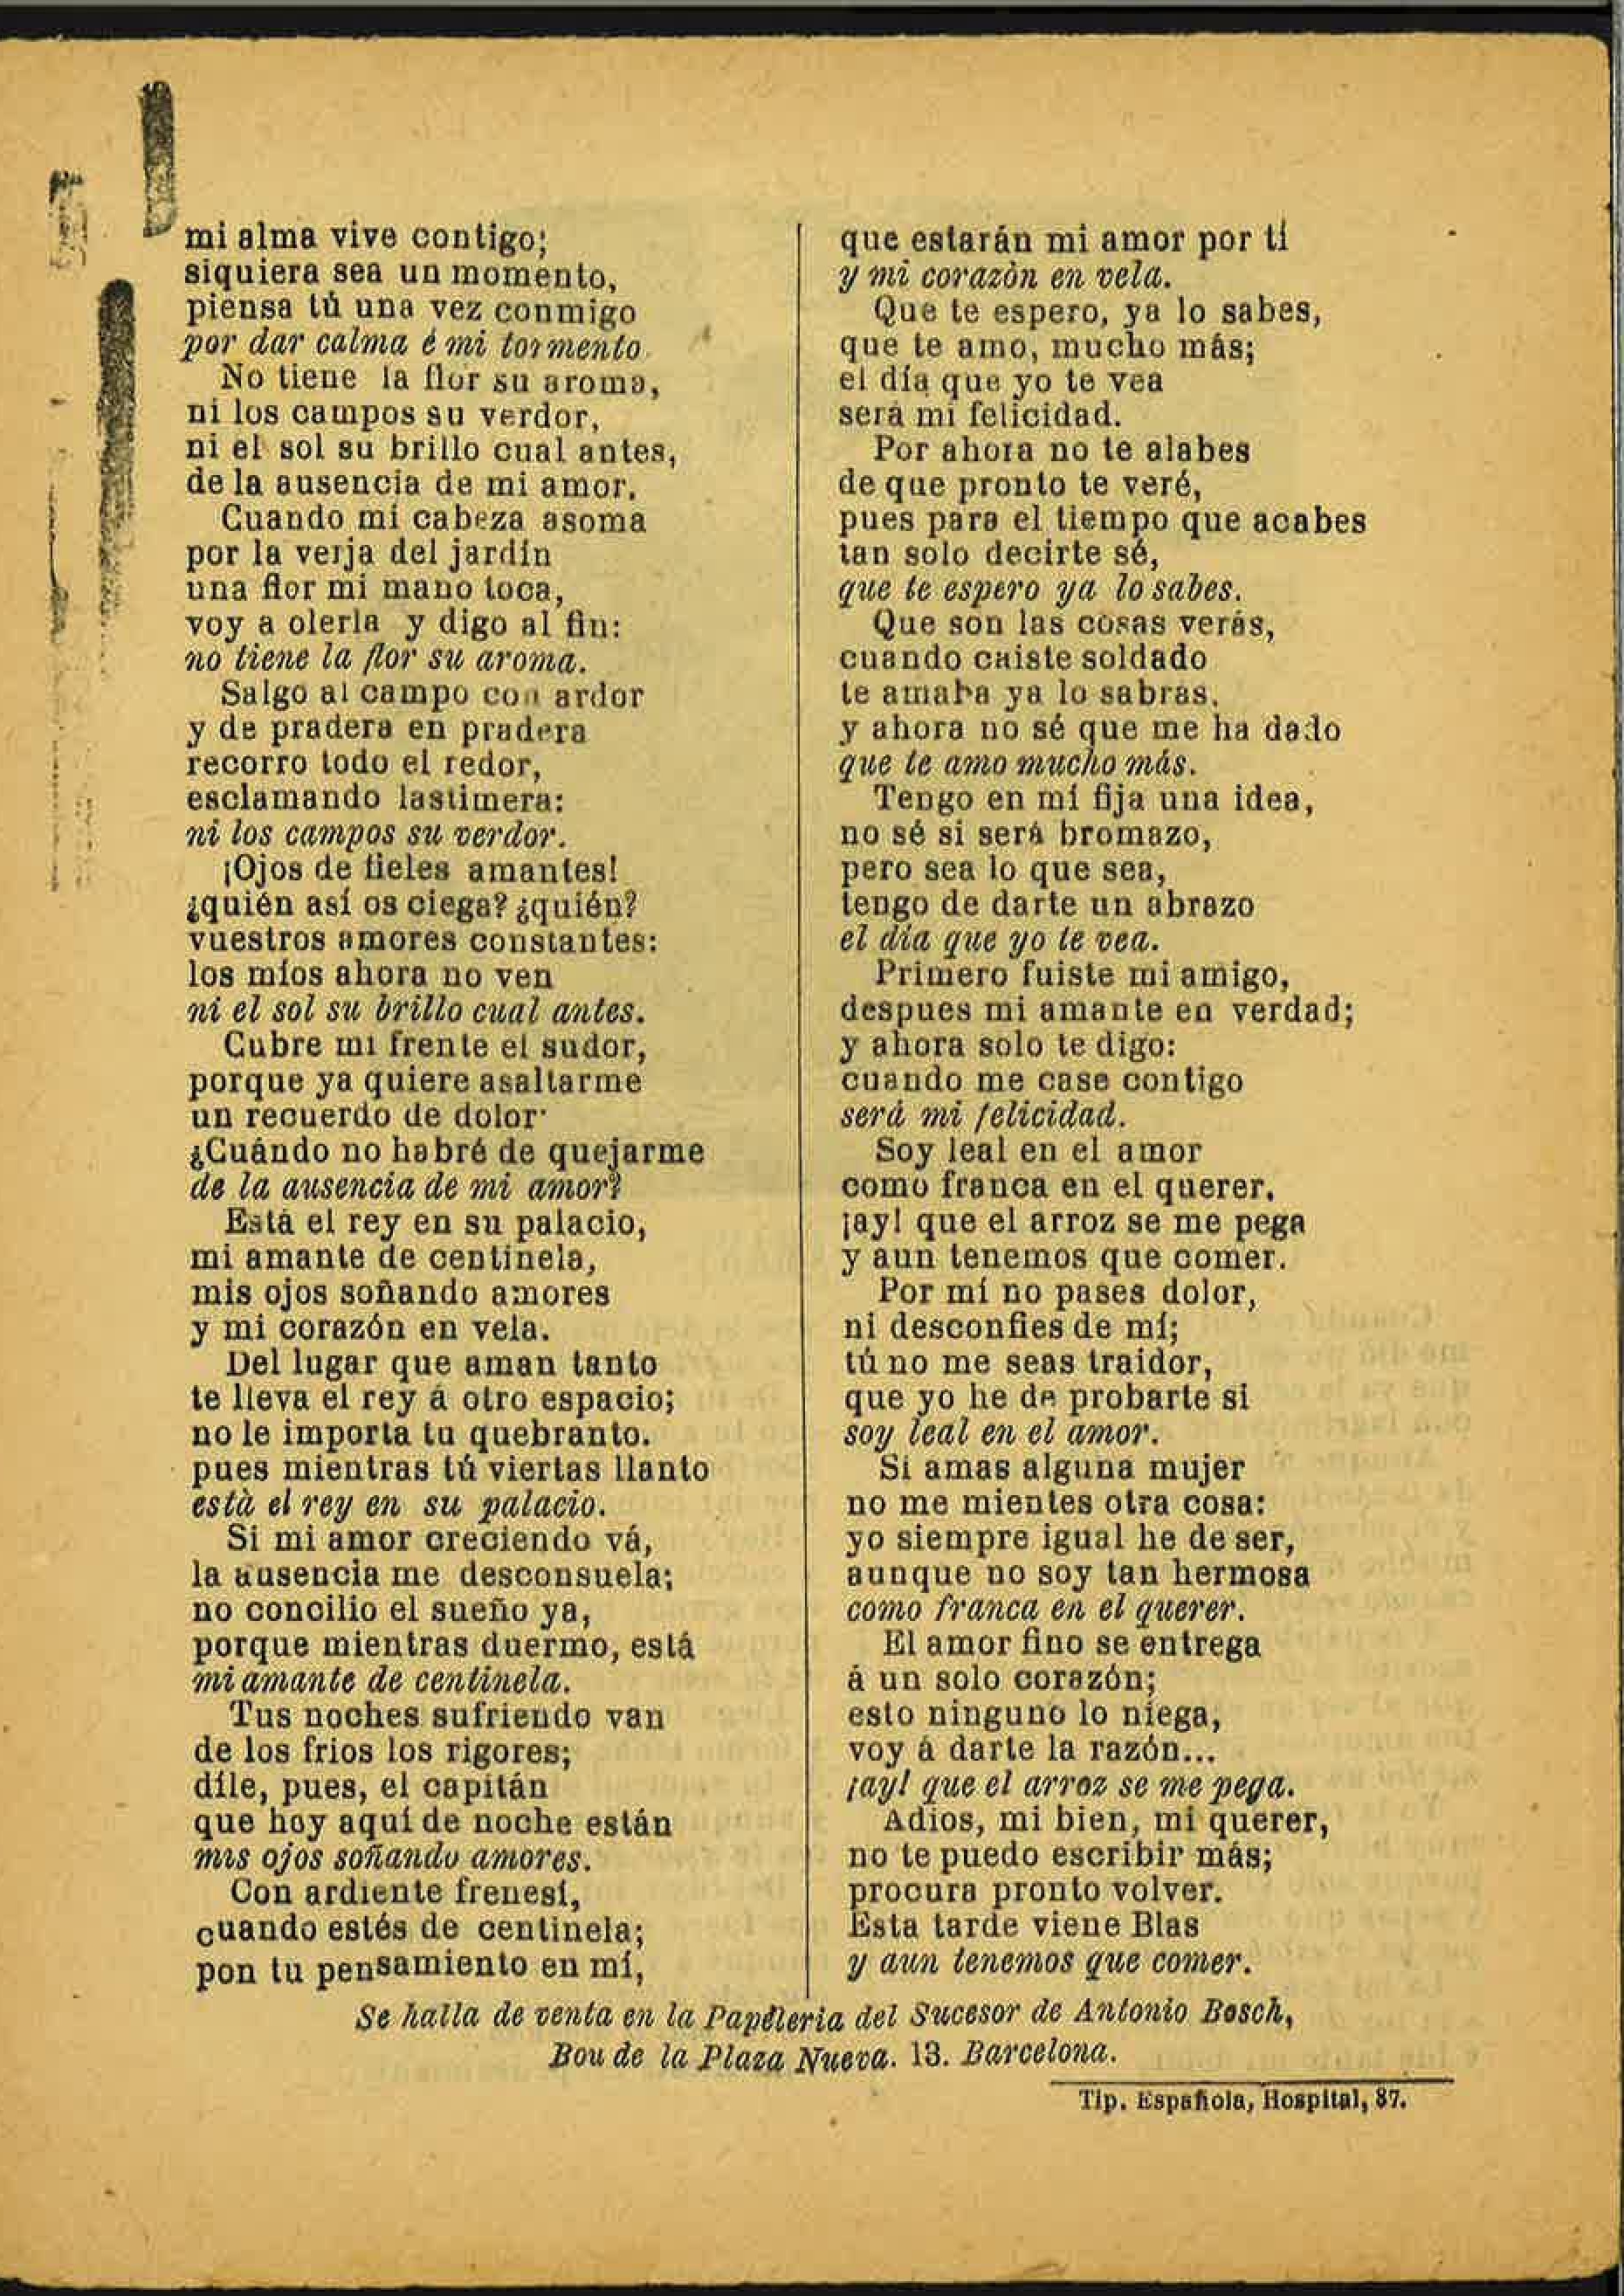 mi alma vive contigo;
siquiera sea un momento,
piensa tú una vez conmigo
por dar calma é mi tormento.
No tiene la flor su aroma,
ni los campos su verdor,
ni el sol su brillo cual antes,
de la ausencia de mi amor.
Cuando mi cabeza asoma
por la verja del jardín
una flor mi mano toca,
voy a olerla y digo al fin:
no tiene la flor su aroma.
Salgo al campo con ardor
y de pradera en pradera
recorro todo el redor,
esclamando lastimera:
ni los campos su verdor.
¡Ojos de fieles amantes!
¿quién así os ciega? ¿quién?
vuestros amores constantes:
los míos ahora no ven
ni el sol su brillo cual antes.
Cubre mi frente el sudor,
porque ya quiere asaltarme
un recuerdo de dolor·
¿Cuándo no habré de quejarme
de la ausencia de mi amor?
Está el rey en su palacio,
mi amante de centinela,
mis ojos soñando amores
y mi corazón en vela.
Del lugar que aman tanto
te lleva el rey á otro espacio;
no le importa tu quebranto.
pues mientras tú viertas llanto
està el rey en su palacio.
Si mi amor creciendo vá,
la ausencia me desconsuela;
no concilio el sueño ya,
porque mientras duermo, está
mi amante de centinela.
Tus noches sufriendo van
de los frios los rigores;
díle, pues, el capitán
que hoy aquí de noche están
mis ojos soñando amores.
Con ardiente frenesí,
cuando estés de centinela;
pon tu pensamiento en mí,
que estarán mi amor por ti
y mi corazòn en vela.
Que te espero, ya lo sabes,
que te amo, mucho más;
el día que yo te vea
será mi felicidad.
Por ahora no te alabes
de que pronto te veré,
pues para el tiempo que acabes
tan solo decirte sé,
que te espero ya lo sabes.
Que son las cosas verás,
cuando caiste soldado
te amaba ya lo sabras,
y ahora no sé que me ha dado
que te amo mucho más.
Tengo en mí fija una idea,
no sé si será bromazo,
pero sea lo que sea,
tengo de darte un abrazo
el día que yo te vea.
Primero fuiste mi amigo,
despues mi amante en verdad;
y ahora solo te digo:
cuando me case contigo
será mi felicidad.
Soy leal en el amor
como franca en el querer,
¡ay! que el arroz se me pega
y aun tenemos que comer.
Por mí no pases dolor,
ni desconfies de mí;
tú no me seas traidor,
que yo he de probarte si
soy leal en el amor.
Si amas alguna mujer
no me mientes otra cosa:
yo siempre igual he de ser,
aunque no soy tan hermosa
como franca en el querer.
El amor fino se entrega
á un solo corazón;
esto ninguno lo niega,
voy á darte la razón...
¡ay! que el arroz se me pega.
Adios, mi bien, mi querer,
no te puedo escribir más;
procura pronto volver.
Esta tarde viene Blas
y aun tenemos que comer.
Se halla de venta en la Papeleria del Sucesor de Antonio Bosch,
Bou de la Plaza Nueva. 13. Barcelona.
Tip. Española, Hospital, 87.